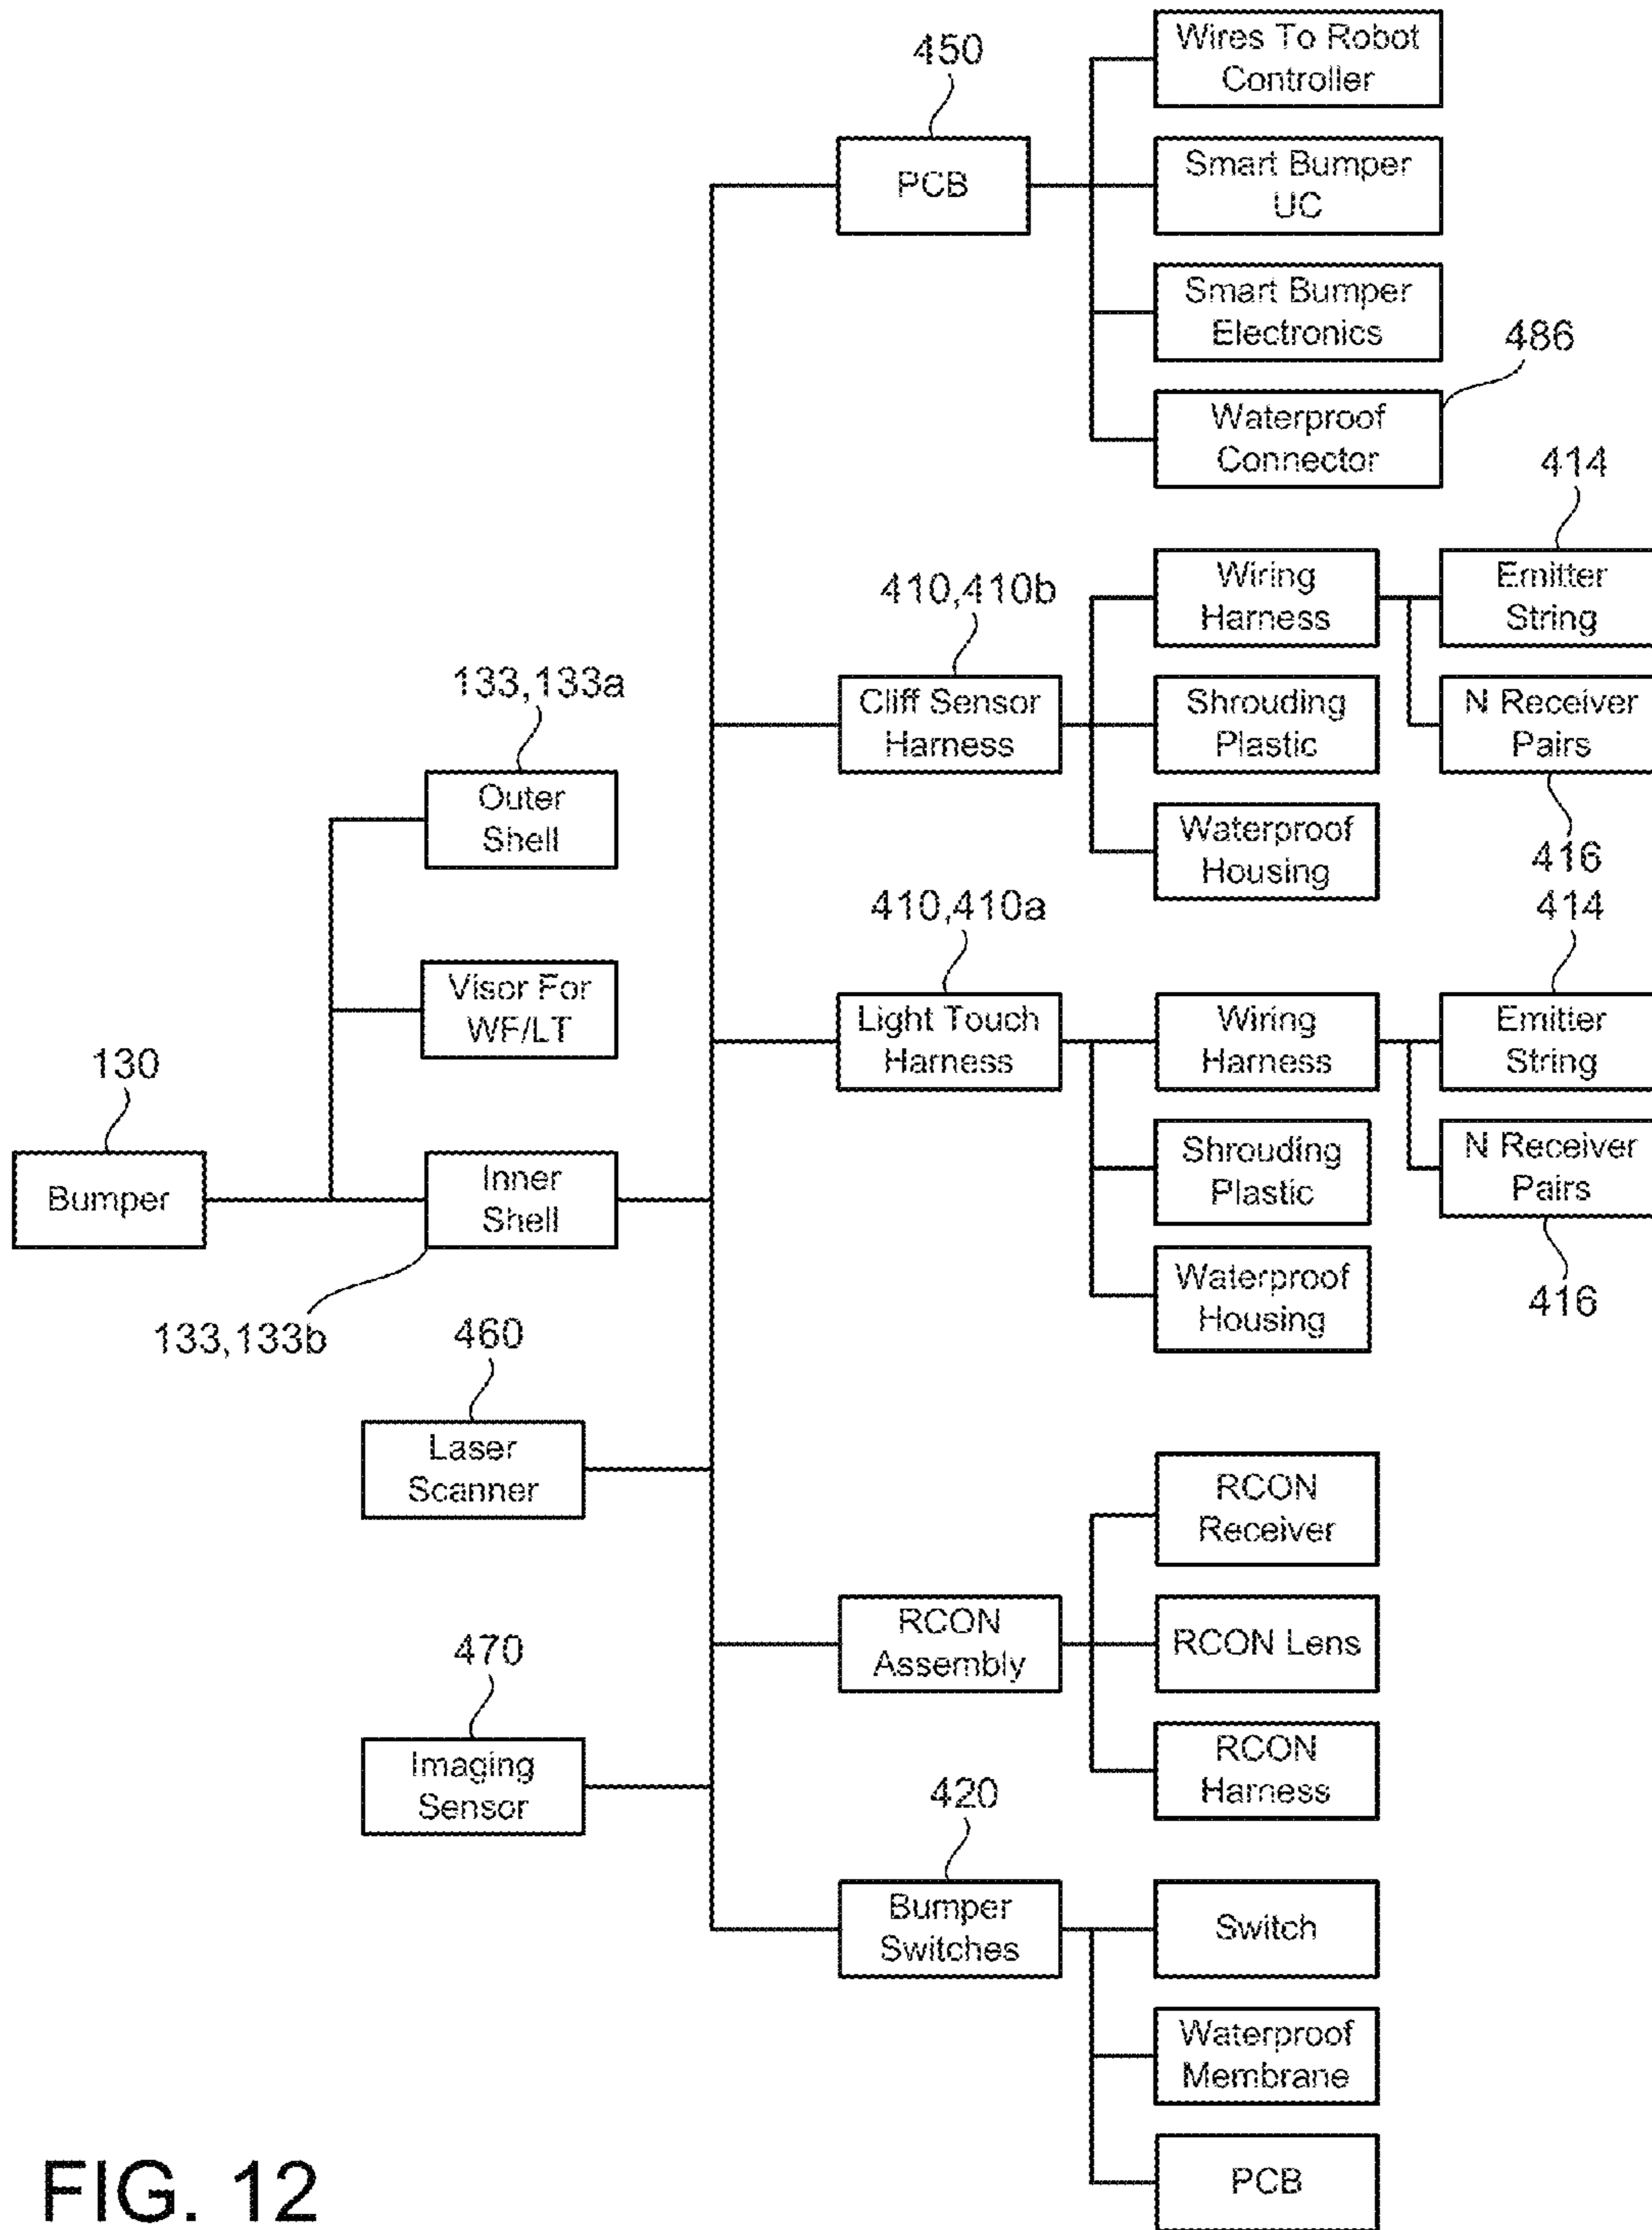 450
Wires To Robot
Controller
PCB
Smart Bumper
UC
Smart Bumper
Electronics
486
Waterproof
Connector
414
410,410b
Wiring
Harness
Emitter
String
133,133a
Cliff Sensor
Harness
Shrouding
Plastic
N Receiver
Pairs
Outer
Shell
Waterproof
Housing
416
410,410a
414
Visor For
WF/LT
Light Touch
Harness
Wiring
Harness
Emitter
String
130
Bumper
Inner
Shell
Shrouding
Plastic
N Receiver
Pairs
133,133b
Waterproof
Housing
416
460
Laser
Scanner
RCON
Receiver
470
RCON
Assembly
RCON Lens
Imaging
Sensor
RCON
Harness
420
Bumper
Switches
Switch
Waterproof
Membrane
PCB
FIG. 12